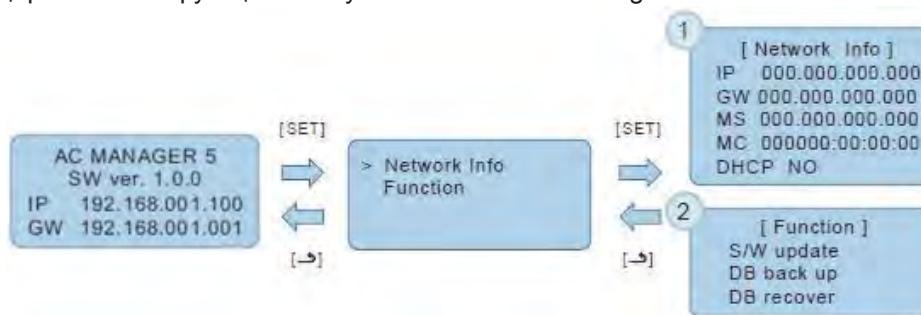 [SET]
[SET]
AC MANAGER 5
SW ver. 1.0.0
IP 192.168.001.100
GW 192.168.001.001
> Network Info
Function
1
[ Network Info ]
IP 000.000.000.000
GW 000.000.000.000
MS 000.000.000.000
MC 000000:00:00:00
DHCP NO
2
[ Function ]
S/W update
DB back up
DB recover